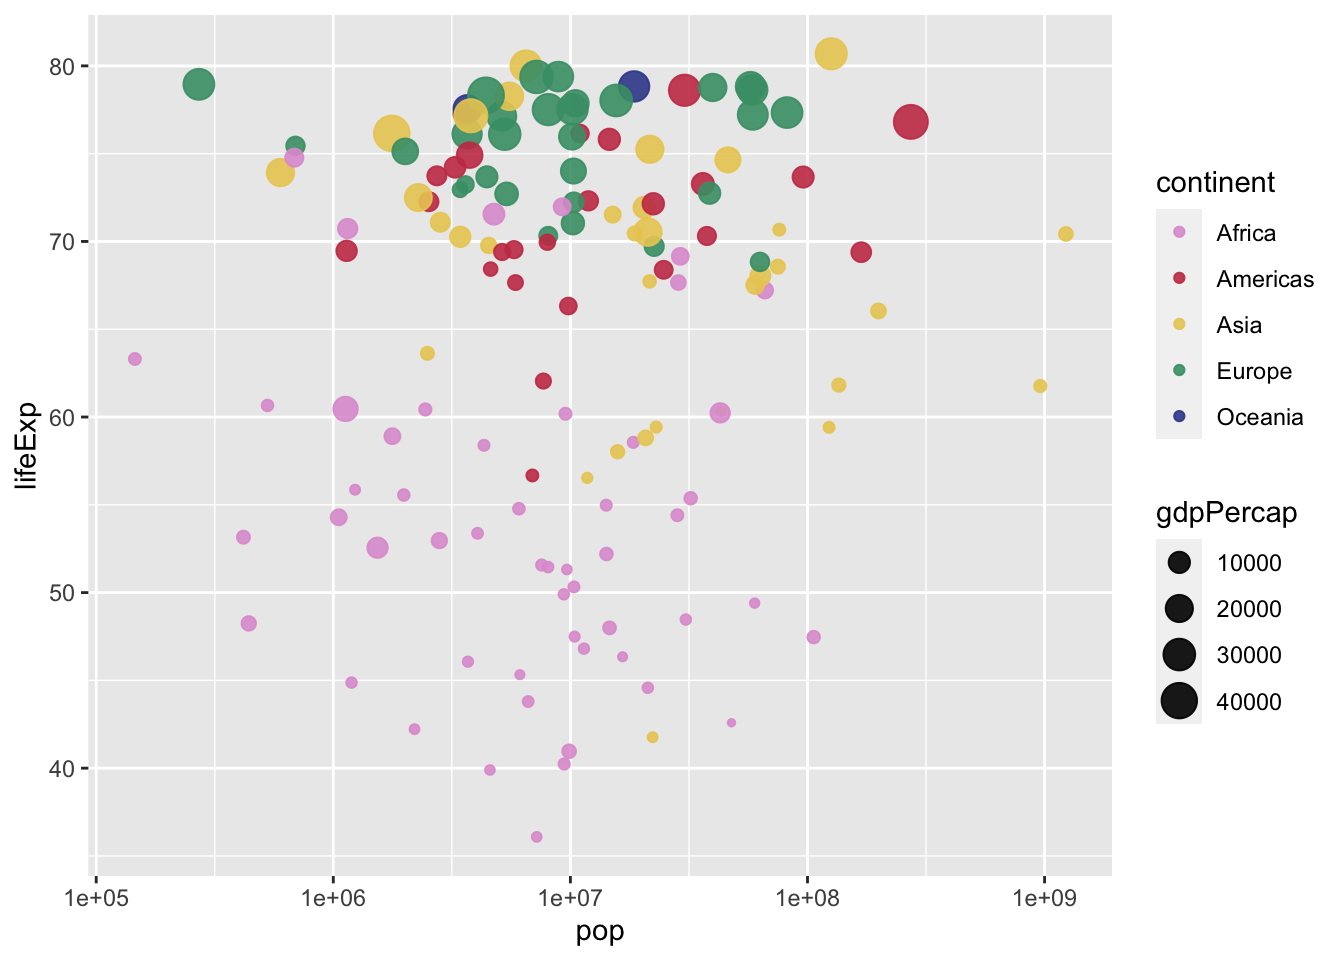 lifeExp
80
70
60
50
40
1e+05 1e+06 1e+07 1e+08 1e+09
pop
continent
Africa
Americas
Asia
Europe
Oceania
gdpPercap
10000
20000
30000
40000